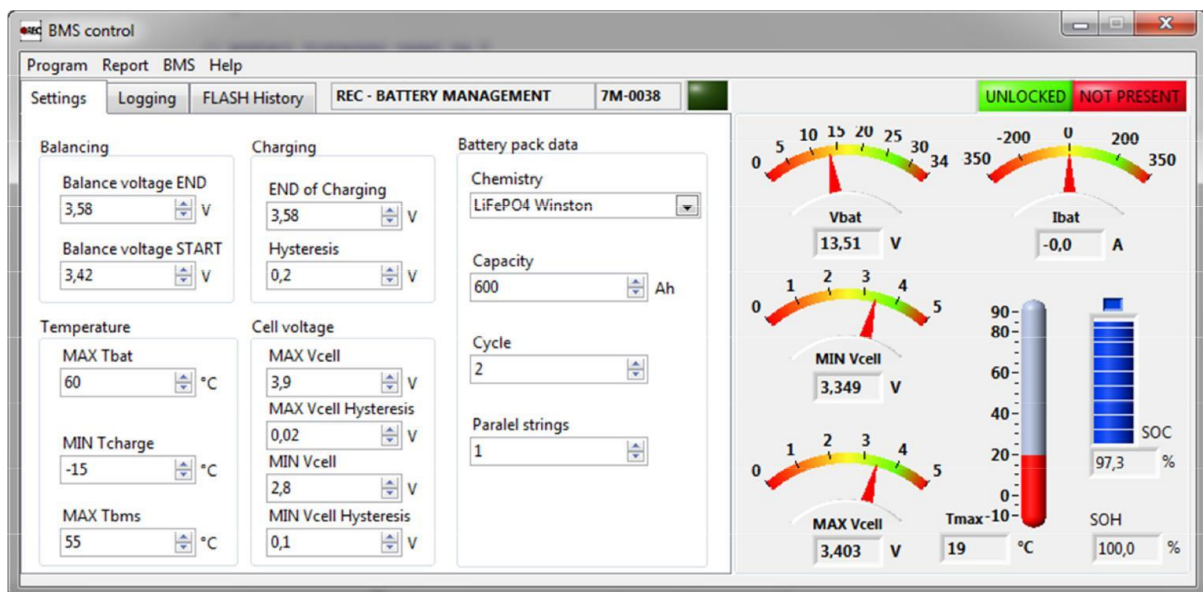 REC BMS control
Program Report BMS Help
Settings Logging FLASH History REC - BATTERY MANAGEMENT 7M-0038 UNLOCKED NOT PRESENT
Balancing
Balance voltage END
3,58 V
Balance voltage START
3,42 V
Charging
END of Charging
3,58 V
Hysteresis
0,2 V
Temperature
MAX Tbat
60 °C
MIN Tcharge
-15 °C
MAX Tbms
55 °C
Cell voltage
MAX Vcell
3,9 V
MAX Vcell Hysteresis
0,02 V
MIN Vcell
2,8 V
MIN Vcell Hysteresis
0,1 V
Battery pack data
Chemistry
LiFePO4 Winston
Capacity
600 Ah
Cycle
2
Paralel strings
1
0 5 10 15 20 25 30 34
Vbat
13,51 V
350 -200 0 200 350
Ibat
-0,0 A
0 1 2 3 4 5
MIN Vcell
3,349 V
0 1 2 3 4 5
MAX Vcell
3,403 V
90
80
60
40
20
0
-10
Tmax
19 °C
SOC
97,3 %
SOH
100,0 %